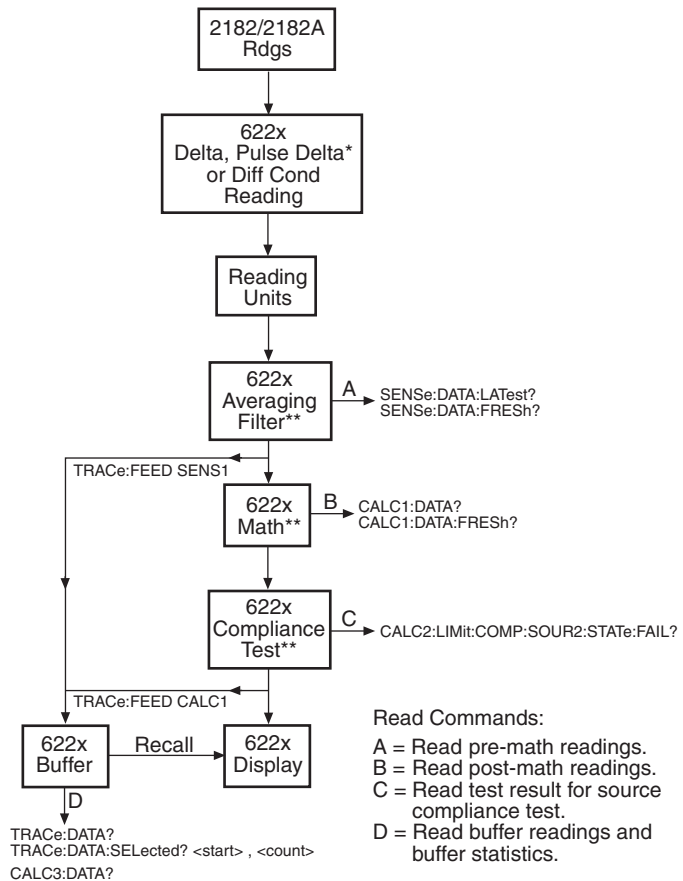 2182/2182A
Rdgs
622x
Delta, Pulse Delta*
or Diff Cond
Reading
Reading
Units
622x
Averaging
Filter**
A
SENSe:DATA:LATest?
SENSe:DATA:FRESh?
TRACe:FEED SENS1
622x
Math**
B
CALC1:DATA?
CALC1:DATA:FRESh?
622x
Compliance
Test**
C
CALC2:LIMit:COMP:SOUR2:STATe:FAIL?
TRACe:FEED CALC1
622x
Buffer
Recall
622x
Display
D
TRACe:DATA?
TRACe:DATA:SELected? <start> , <count>
CALC3:DATA?
Read Commands:
A = Read pre-math readings.
B = Read post-math readings.
C = Read test result for source
compliance test.
D = Read buffer readings and
buffer statistics.